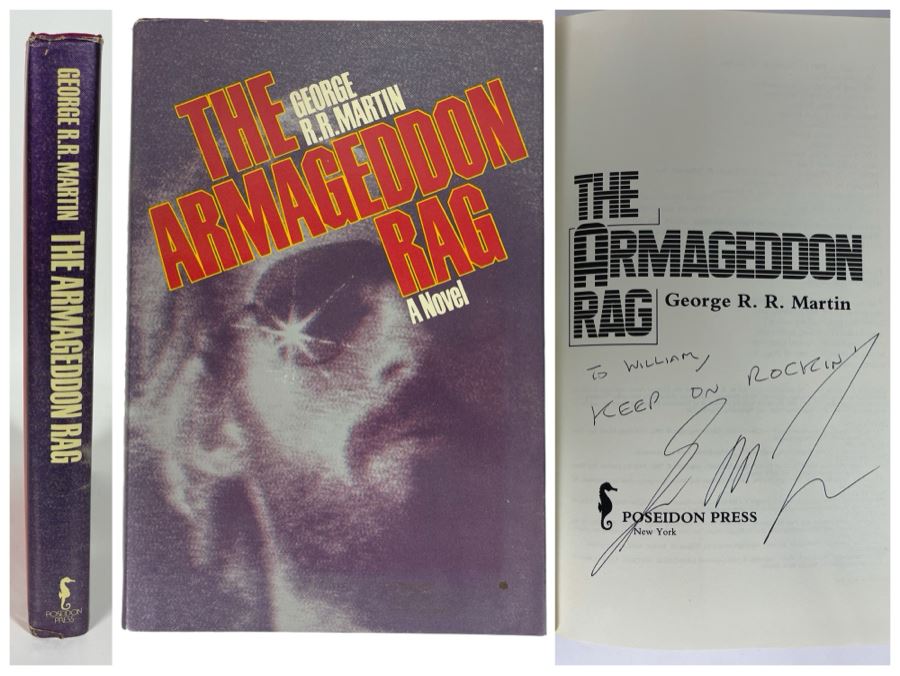 GEORGE R.R. MARTIN THE ARMAGEDDON RAG
POSEIDON
PRESS
THE
GEORGE
R.R. MARTIN
ARMAGEDDON
RAG
A Novel
THE
ARMAGEDDON
RAG
George R. R. Martin
TO WILLIAM,
KEEP ON ROCKIN'
POSEIDON PRESS
New York